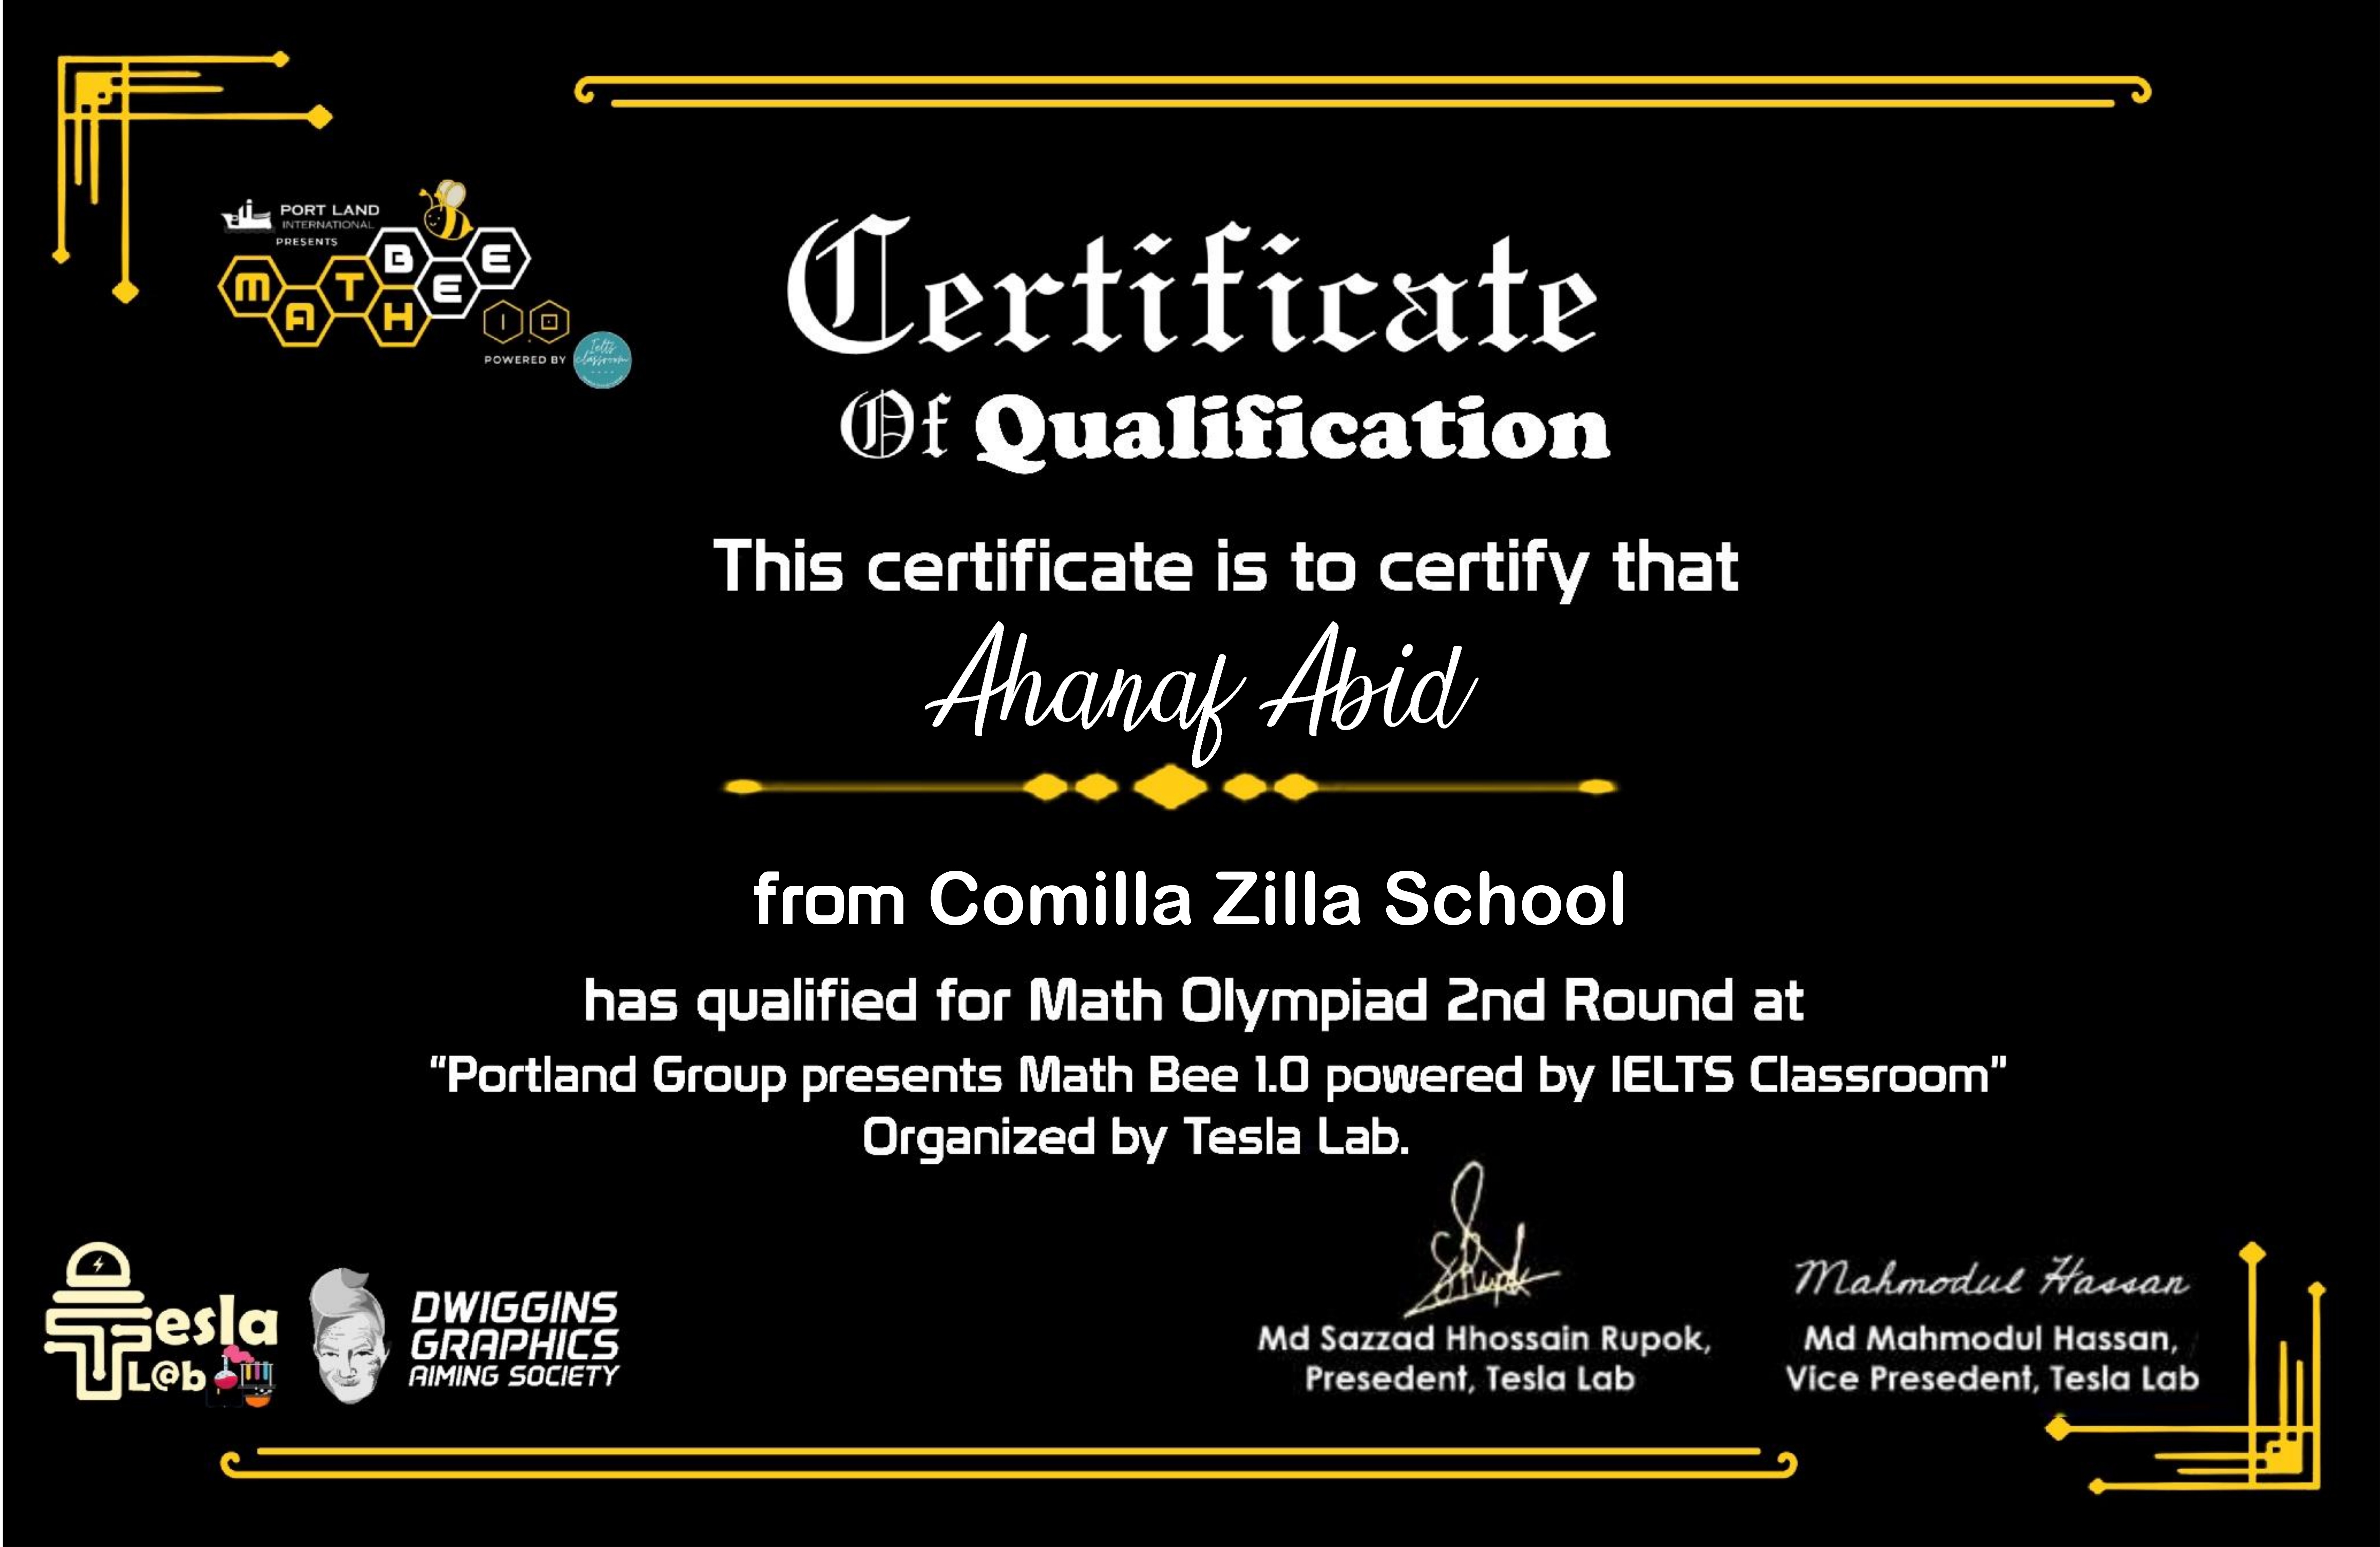 PORT LAND
INTERNATIONAL
PRESENTS
MATH BEE
1.0
POWERED BY
Ielts
classroom
Certificate
Of Qualification
This certificate is to certify that
Ahanaf Abid
from Comilla Zilla School
has qualified for Math Olympiad 2nd Round at
"Portland Group presents Math Bee 1.0 powered by IELTS Classroom"
Organized by Tesla Lab.
Tesla
L@b
DWIGGINS
GRAPHICS
AIMING SOCIETY
Md Sazzad Hhossain Rupok,
Presedent, Tesla Lab
Mahmodul Hassan
Md Mahmodul Hassan,
Vice Presedent, Tesla Lab